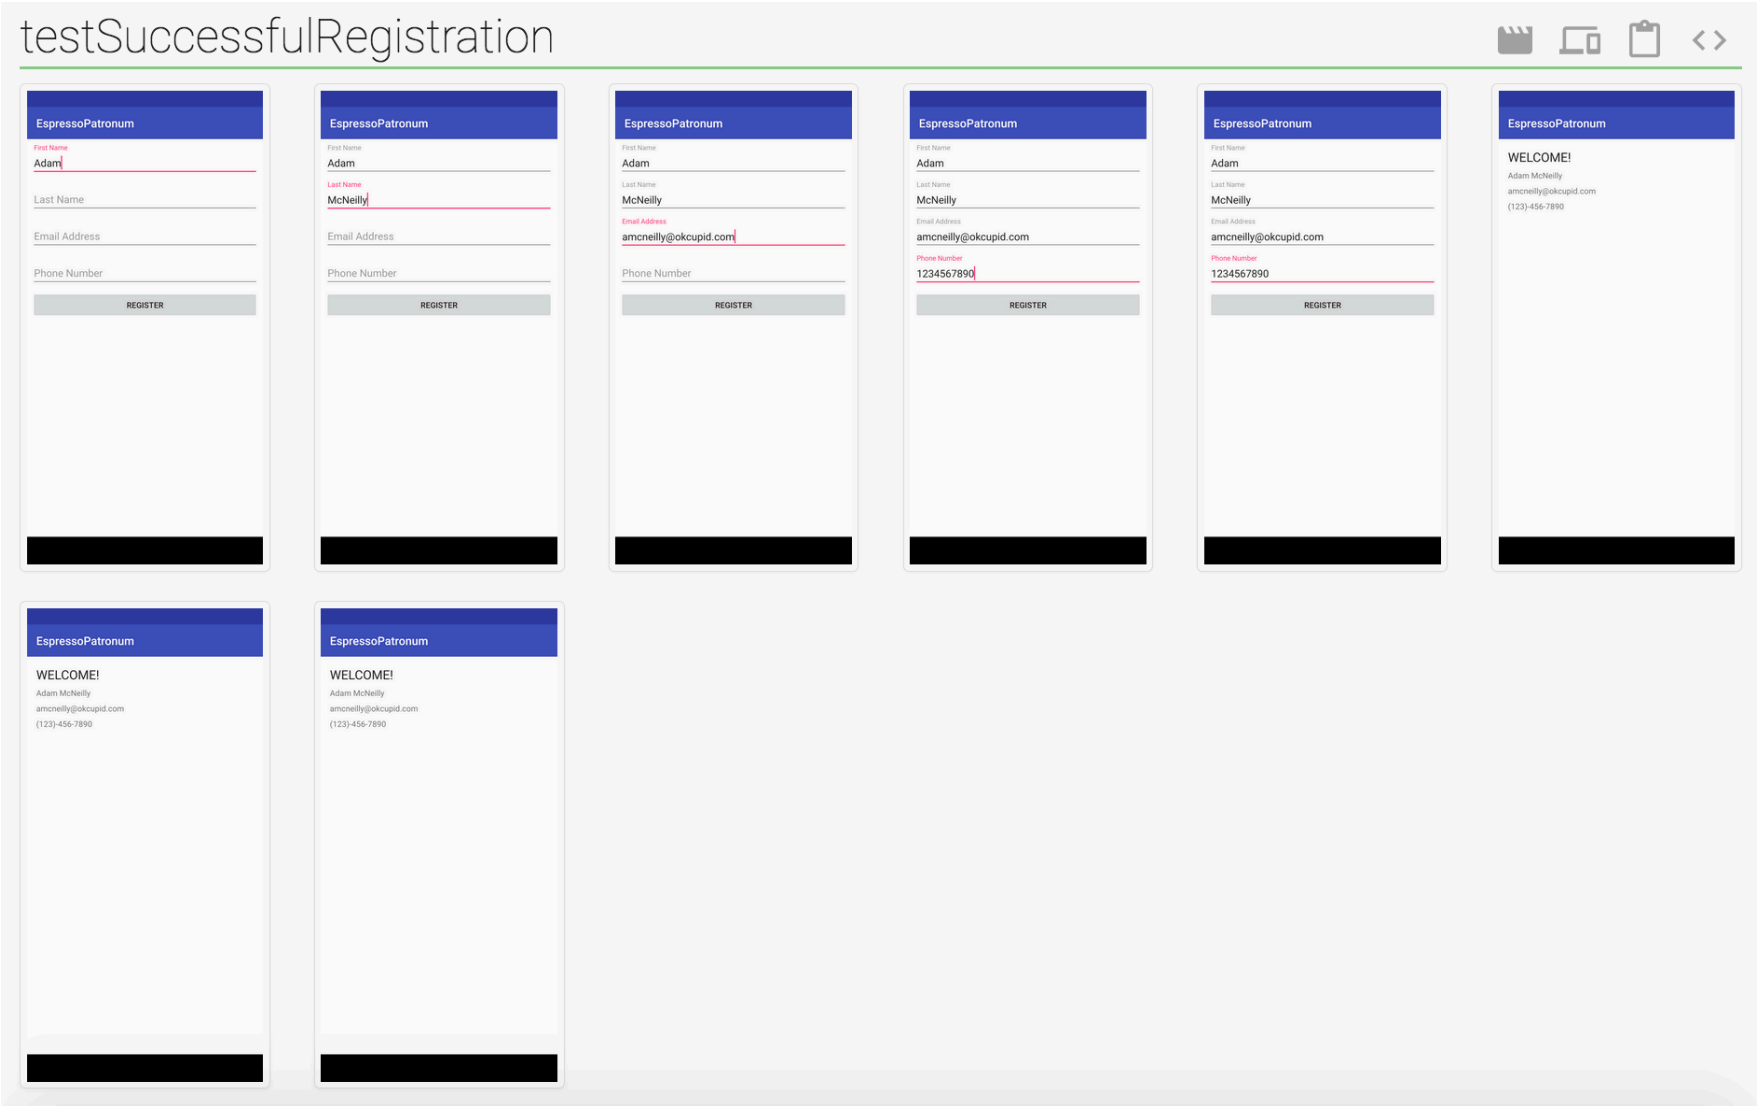 testSuccessfulRegistration
EspressoPatronum
First Name
Adam
Last Name
Email Address
Phone Number
REGISTER
EspressoPatronum
First Name
Adam
Last Name
McNeilly
Email Address
Phone Number
REGISTER
EspressoPatronum
First Name
Adam
Last Name
McNeilly
Email Address
amcneilly@okcupid.com
Phone Number
REGISTER
EspressoPatronum
First Name
Adam
Last Name
McNeilly
Email Address
amcneilly@okcupid.com
Phone Number
1234567890
REGISTER
EspressoPatronum
First Name
Adam
Last Name
McNeilly
Email Address
amcneilly@okcupid.com
Phone Number
1234567890
REGISTER
EspressoPatronum
WELCOME!
Adam McNeilly
amcneilly@okcupid.com
(123)-456-7890
EspressoPatronum
WELCOME!
Adam McNeilly
amcneilly@okcupid.com
(123)-456-7890
EspressoPatronum
WELCOME!
Adam McNeilly
amcneilly@okcupid.com
(123)-456-7890